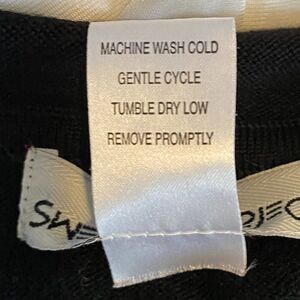 MACHINE WASH COLD
GENTLE CYCLE
TUMBLE DRY LOW
REMOVE PROMPTLY